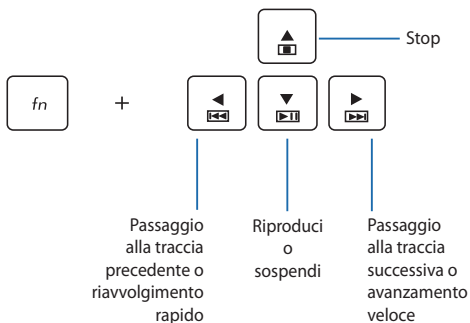 Stop
fn +
Passaggio
alla traccia
precedente o
riavvolgimento
rapido
Riproduci
o
sospendi
Passaggio
alla traccia
successiva o
avanzamento
veloce